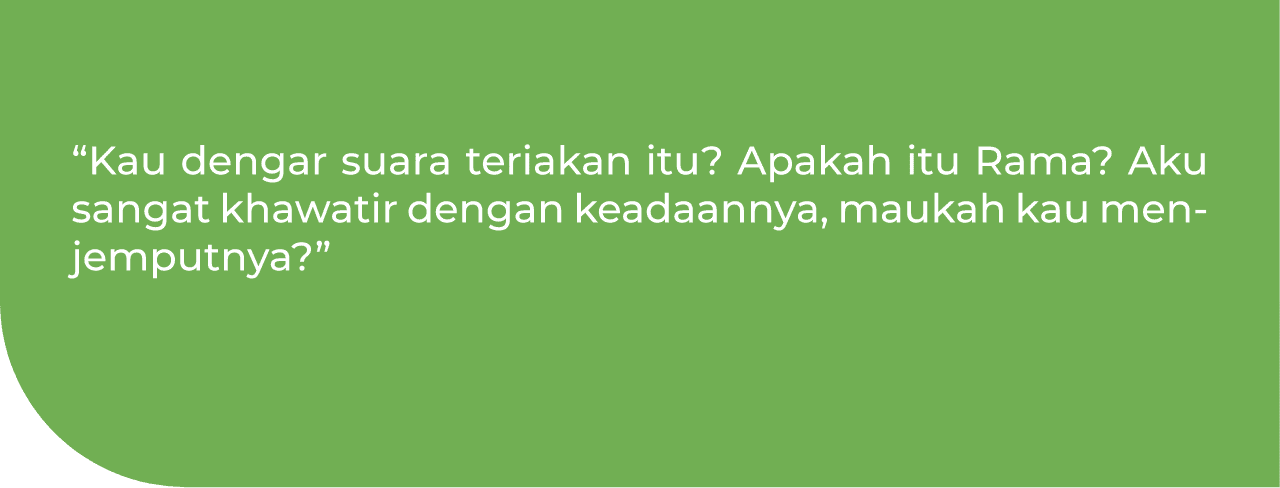 “Kau dengar suara teriakan itu? Apakah itu Rama? Aku
sangat khawatir dengan keadaannya, maukah kau men-
jemputnya?”